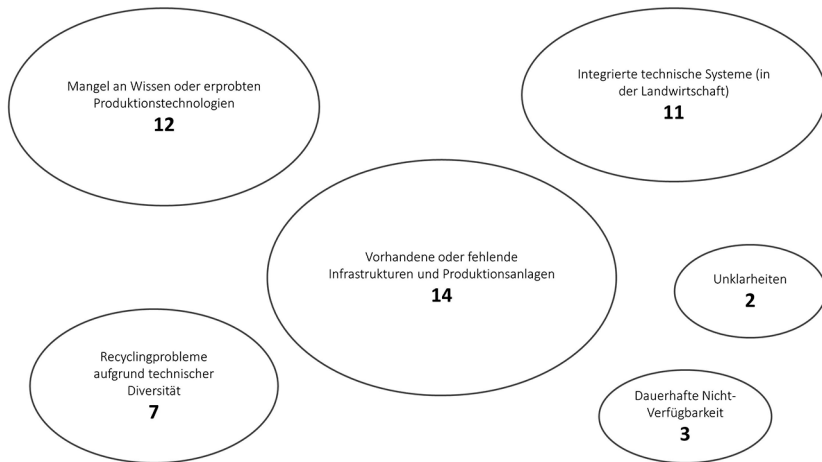 Mangel an Wissen oder erprobten
Produktionstechnologien
12
Integrierte technische Systeme (in
der Landwirtschaft)
11
Vorhandene oder fehlende
Infrastrukturen und Produktionsanlagen
14
Unklarheiten
2
Recyclingprobleme
aufgrund technischer
Diversität
7
Dauerhafte Nicht-
Verfügbarkeit
3